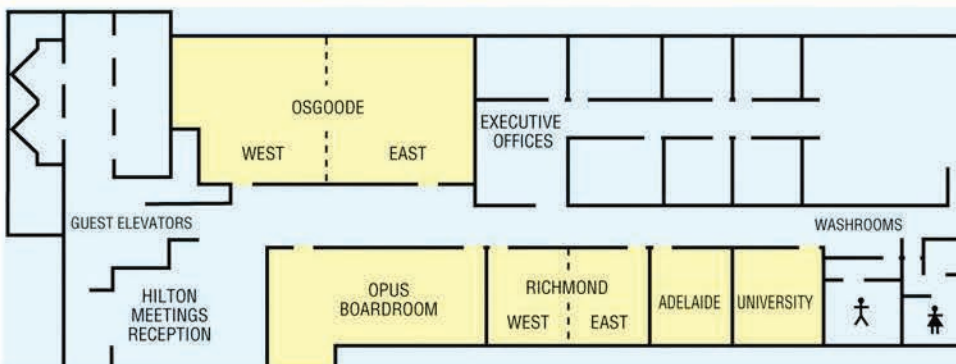 OSGOODE
WEST
EAST
EXECUTIVE
OFFICES
GUEST ELEVATORS
WASHROOMS
HILTON
MEETINGS
RECEPTION
OPUS
BOARDROOM
RICHMOND
WEST
EAST
ADELAIDE
UNIVERSITY